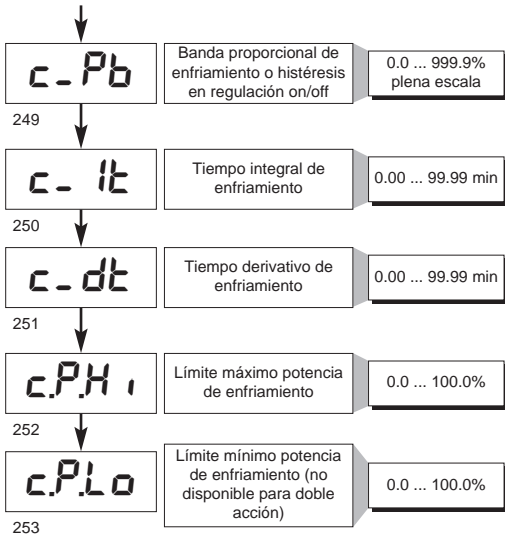 c_Pb
Banda proporcional de
enfriamiento o histéresis
en regulación on/off
0.0 ... 999.9%
plena escala
249
c_ It
Tiempo integral de
enfriamiento
0.00 ... 99.99 min
250
c_dt
Tiempo derivativo de
enfriamiento
0.00 ... 99.99 min
251
c.P.H i
Límite máximo potencia
de enfriamiento
0.0 ... 100.0%
252
c.P.Lo
Límite mínimo potencia
de enfriamiento (no
disponible para doble
acción)
0.0 ... 100.0%
253